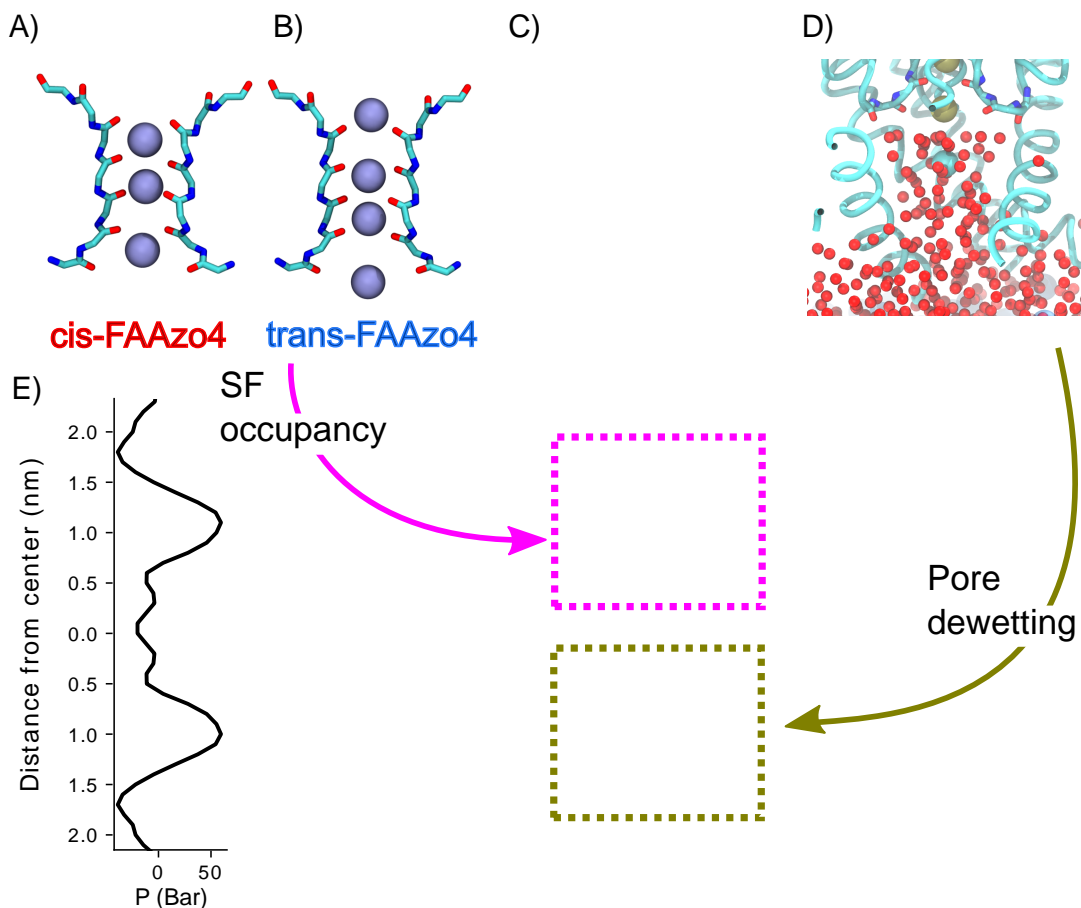 A)
B)
C)
D)
cis-FAAzo4
trans-FAAzo4
E)
SF
occupancy
Pore
dewetting
Distance from center (nm)
2.0
1.5
1.0
0.5
0.0
0.5
1.0
1.5
2.0
0
50
P (Bar)